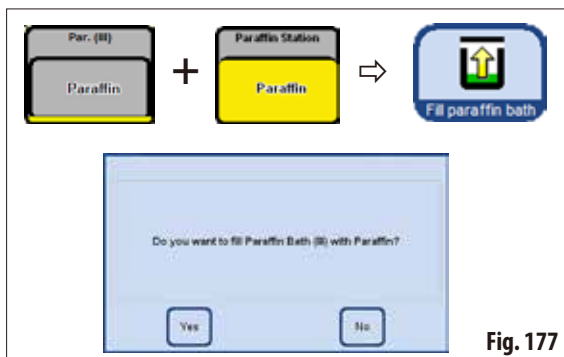 Par. (III)
Paraffin
+
Paraffin Station
Paraffin
Fill paraffin bath
Do you want to fill Paraffin Bath (III) with Paraffin?
Yes
No
Fig. 177